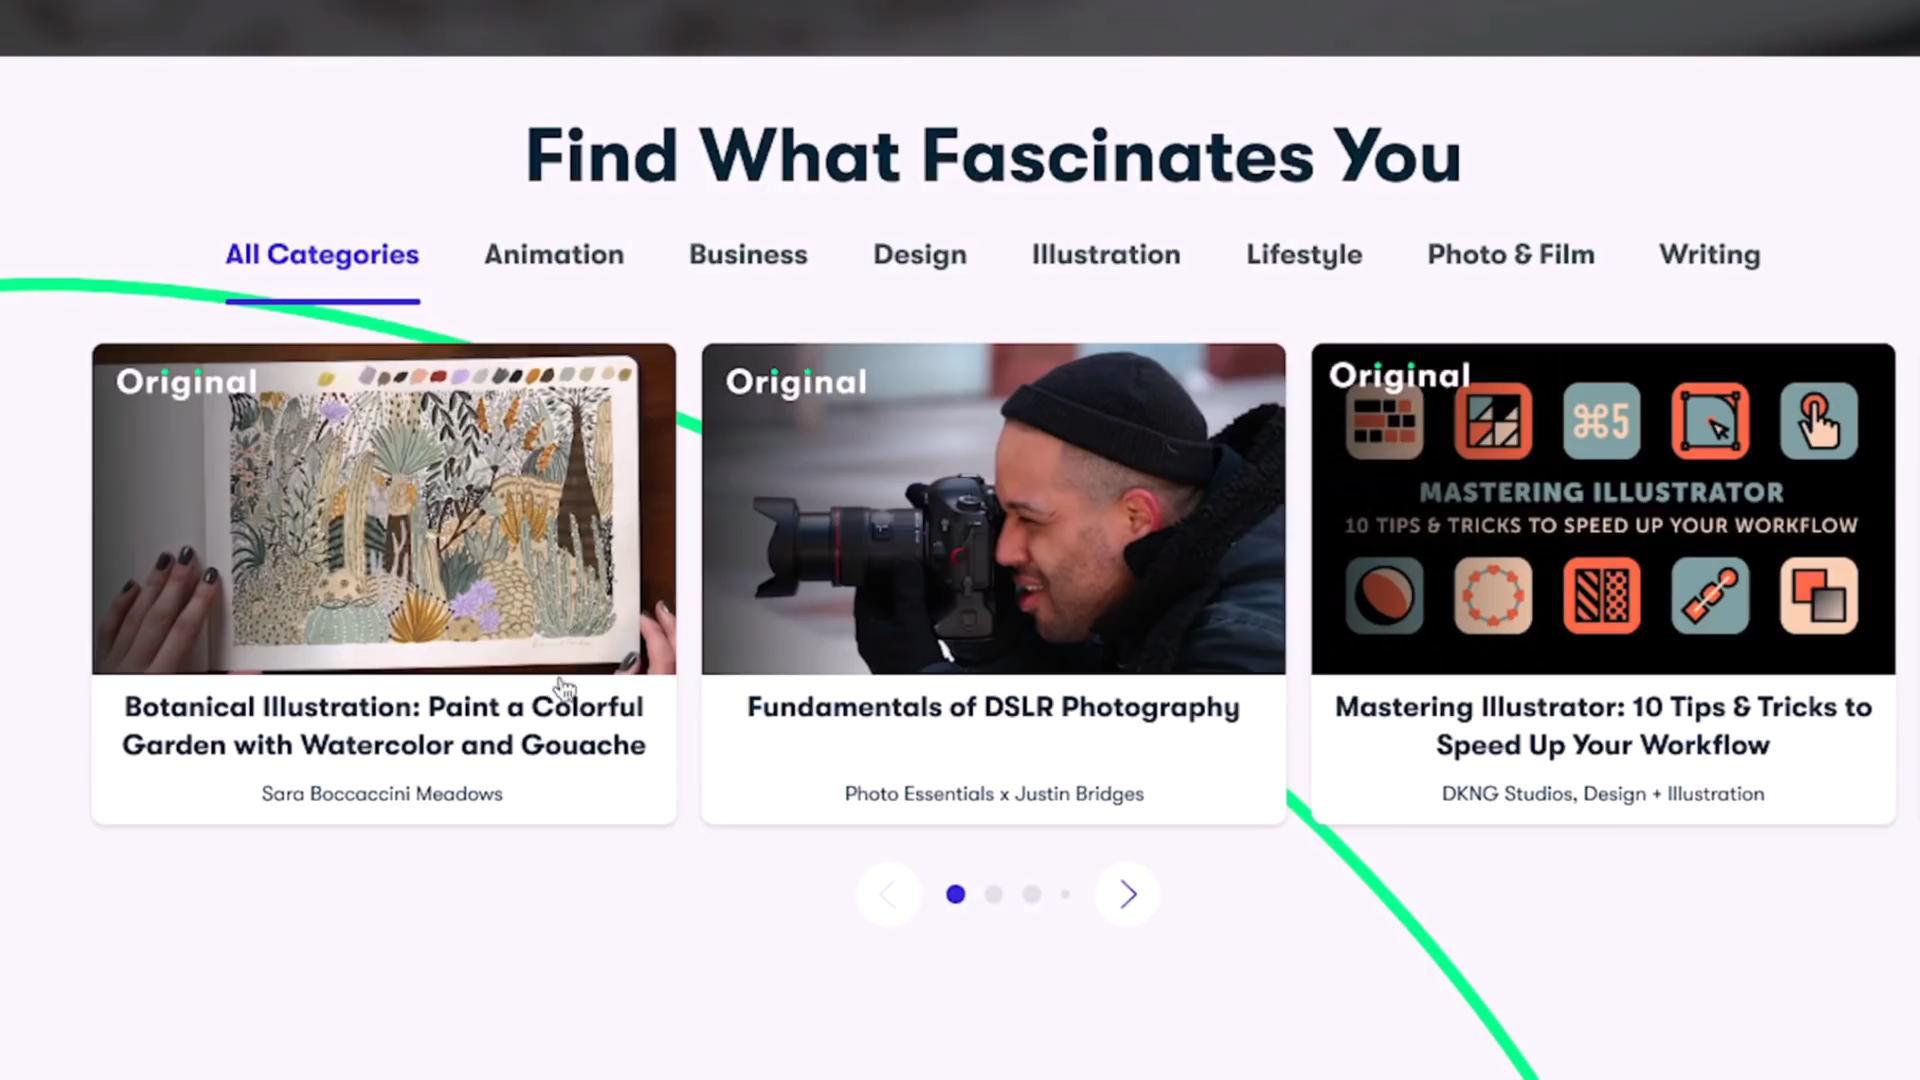 Find What Fascinates You
All Categories Animation Business Design Illustration Lifestyle Photo & Film Writing
Original
Botanical Illustration: Paint a Colorful
Garden with Watercolor and Gouache
Sara Boccaccini Meadows
Original
Fundamentals of DSLR Photography
Photo Essentials x Justin Bridges
Original
⌘5
MASTERING ILLUSTRATOR
10 TIPS & TRICKS TO SPEED UP YOUR WORKFLOW
Mastering Illustrator: 10 Tips & Tricks to
Speed Up Your Workflow
DKNG Studios, Design + Illustration